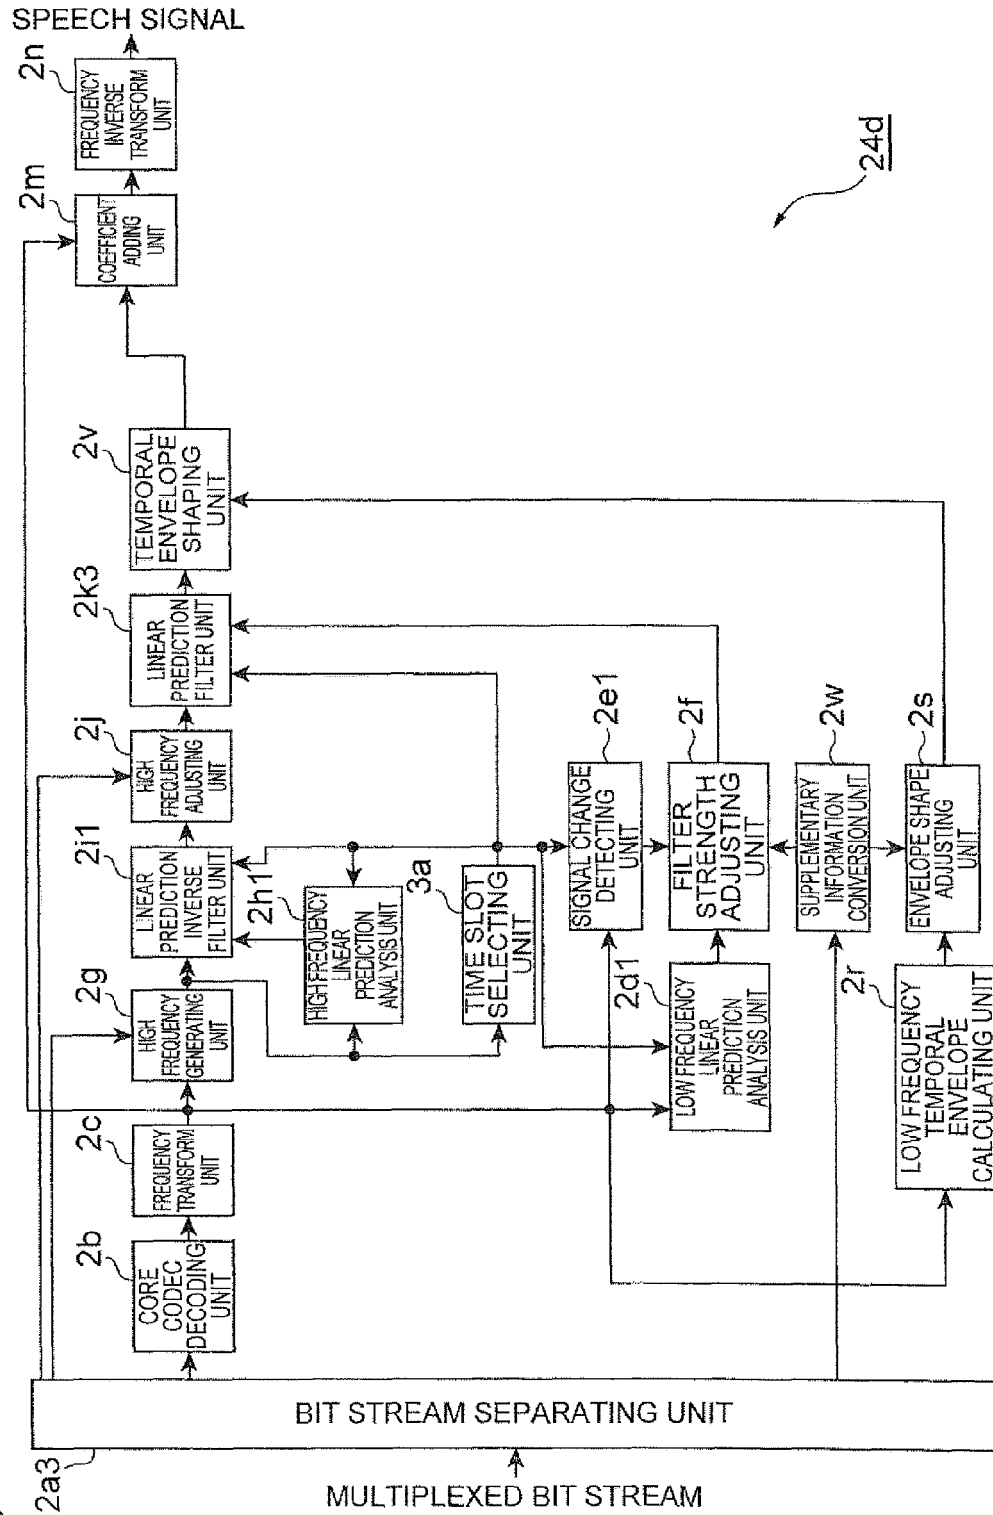 SPEECH SIGNAL
2n
FREQUENCY
INVERSE
TRANSFORM
UNIT
2m
COEFFICIENT
ADDING
UNIT
24d
2v
TEMPORAL
ENVELOPE
SHAPING
UNIT
2k3
LINEAR
PREDICTION
FILTER UNIT
2j
HIGH
FREQUENCY
ADJUSTING
UNIT
2i1
LINEAR
PREDICTION
INVERSE
FILTER UNIT
2h1
HIGH FREQUENCY
LINEAR
PREDICTION
ANALYSIS UNIT
3a
TIME SLOT
SELECTING
UNIT
2e1
SIGNAL CHANGE
DETECTING
UNIT
2f
FILTER
STRENGTH
ADJUSTING
UNIT
2w
SUPPLEMENTARY
INFORMATION
CONVERSION UNIT
2s
ENVELOPE SHAPE
ADJUSTING
UNIT
2g
HIGH
FREQUENCY
GENERATING
UNIT
2d1
LOW FREQUENCY
LINEAR
PREDICTION
ANALYSIS UNIT
2r
LOW FREQUENCY
TEMPORAL
ENVELOPE
CALCULATING UNIT
2c
FREQUENCY
TRANSFORM
UNIT
2b
CORE
CODEC
DECODING
UNIT
BIT STREAM SEPARATING UNIT
2a3
MULTIPLEXED BIT STREAM